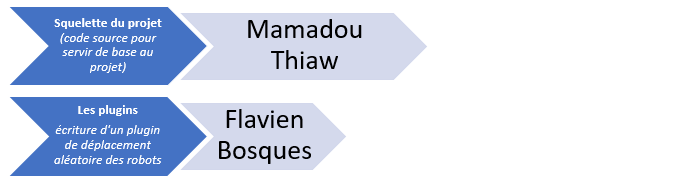 Squelette du projet
(code source pour
servir de base au
projet)
Mamadou
Thiaw
Les plugins
écriture d'un plugin
de déplacement
aléatoire des robots
Flavien
Bosques